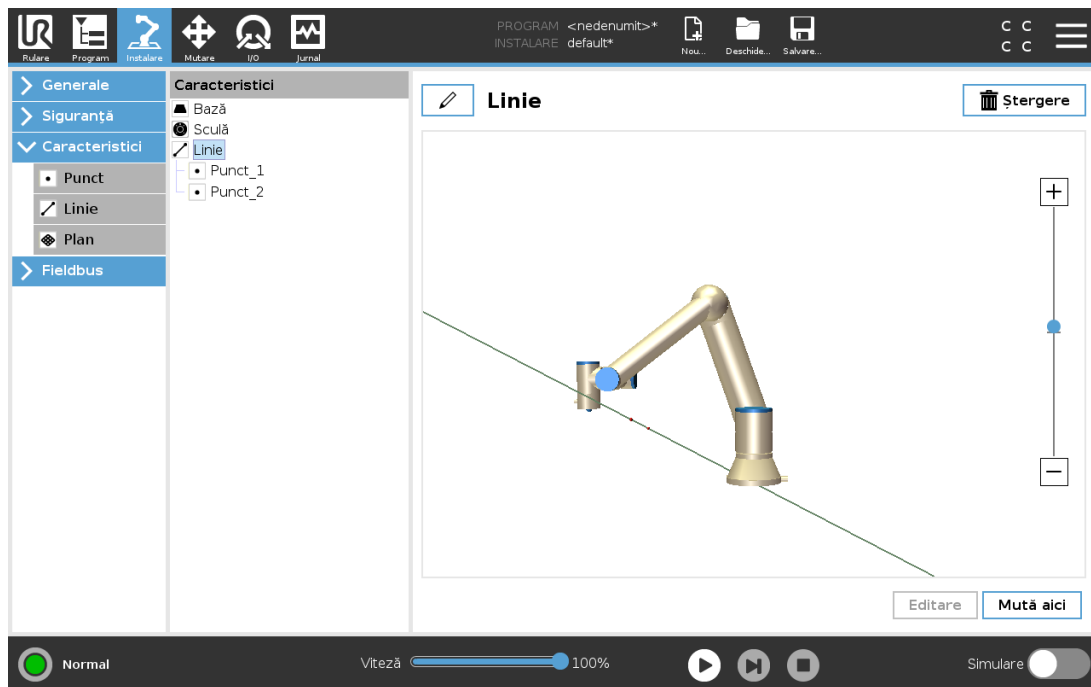 PROGRAM <nedenumit>*
INSTALARE default*
C C
C C
Rulare Program Instalare Mutare I/O Jurnal Nou... Deschide... Salvare...
Generale
Siguranță
Caracteristici
Punct
Linie
Plan
Fieldbus
Caracteristici
Bază
Sculă
Linie
Punct_1
Punct_2
Linie
Ștergere
Editare
Mută aici
Normal
Viteză
100%
Simulare